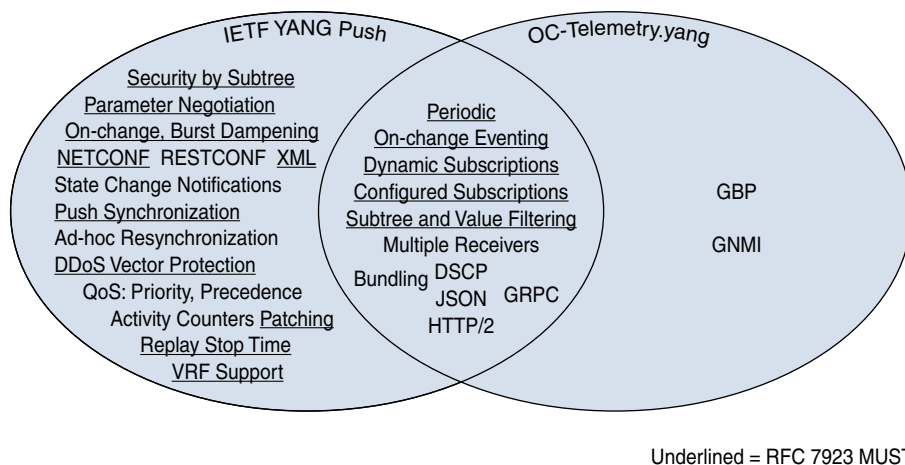 IETF YANG Push
OC-Telemetry.yang
Security by Subtree
Parameter Negotiation
On-change, Burst Dampening
NETCONF RESTCONF XML
State Change Notifications
Push Synchronization
Ad-hoc Resynchronization
DDoS Vector Protection
QoS: Priority, Precedence
Activity Counters Patching
Replay Stop Time
VRF Support
Periodic
On-change Eventing
Dynamic Subscriptions
Configured Subscriptions
Subtree and Value Filtering
Multiple Receivers
Bundling DSCP
JSON GRPC
HTTP/2
GBP
GNMI
Underlined = RFC 7923 MUST